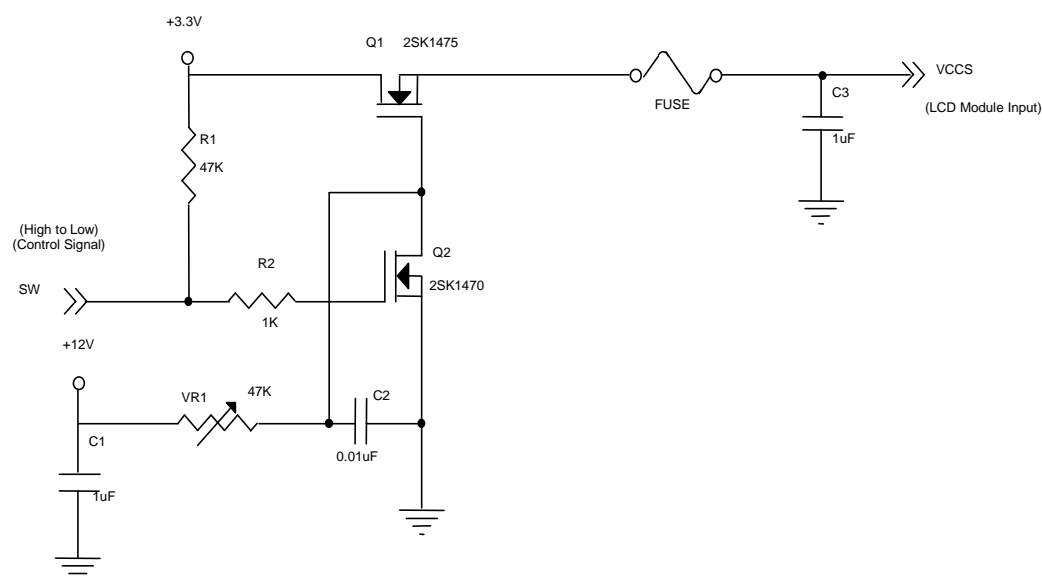 +3.3V
Q1 2SK1475
VCCS
C3
FUSE
(LCD Module Input)
R1
1uF
47K
(High to Low)
(Control Signal)
Q2
R2
SW
2SK1470
1K
+12V
VR1 47K C2
C1
0.01uF
1uF